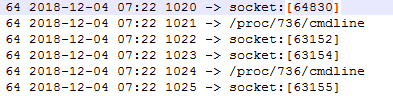 64 2018-12-04 07:22 1020 -> socket:[64830]
64 2018-12-04 07:22 1021 -> /proc/736/cmdline
64 2018-12-04 07:22 1022 -> socket:[63152]
64 2018-12-04 07:22 1023 -> socket:[63154]
64 2018-12-04 07:22 1024 -> /proc/736/cmdline
64 2018-12-04 07:22 1025 -> socket:[63155]